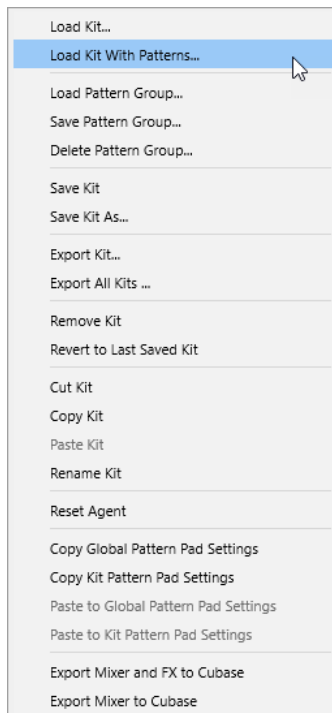 Load Kit...
Load Kit With Patterns...
Load Pattern Group...
Save Pattern Group...
Delete Pattern Group...
Save Kit
Save Kit As...
Export Kit...
Export All Kits ...
Remove Kit
Revert to Last Saved Kit
Cut Kit
Copy Kit
Paste Kit
Rename Kit
Reset Agent
Copy Global Pattern Pad Settings
Copy Kit Pattern Pad Settings
Paste to Global Pattern Pad Settings
Paste to Kit Pattern Pad Settings
Export Mixer and FX to Cubase
Export Mixer to Cubase